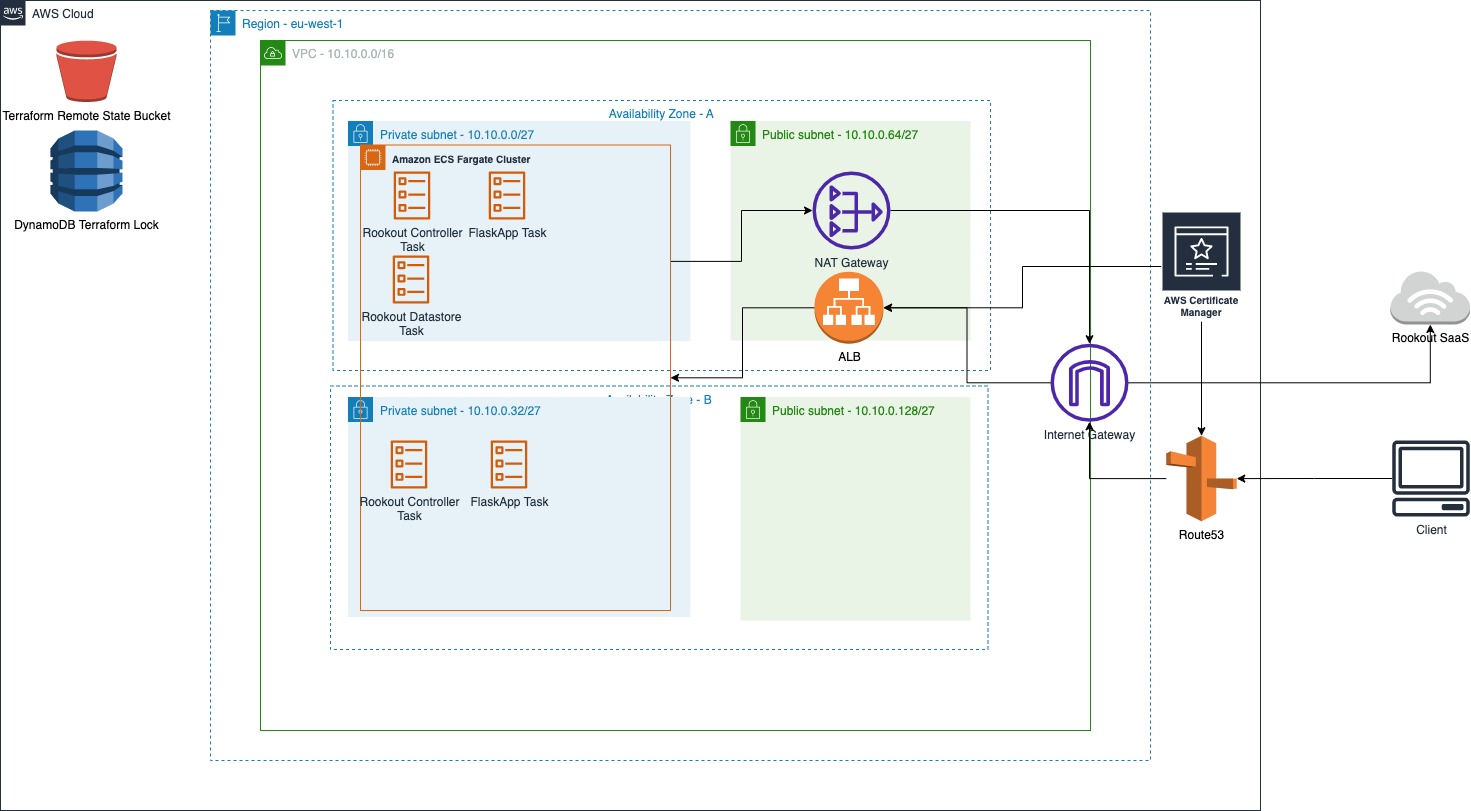 aws
AWS Cloud
Region - eu-west-1
VPC - 10.10.0.0/16
Terraform Remote State Bucket
DynamoDB Terraform Lock
Availability Zone - A
Private subnet - 10.10.0.0/27
Public subnet - 10.10.0.64/27
Amazon ECS Fargate Cluster
Rookout Controller
Task
FlaskApp Task
Rookout Datastore
Task
NAT Gateway
ALB
AWS Certificate
Manager
Rookout SaaS
Availability Zone - B
Private subnet - 10.10.0.32/27
Public subnet - 10.10.0.128/27
Internet Gateway
Rookout Controller
Task
FlaskApp Task
Route53
Client